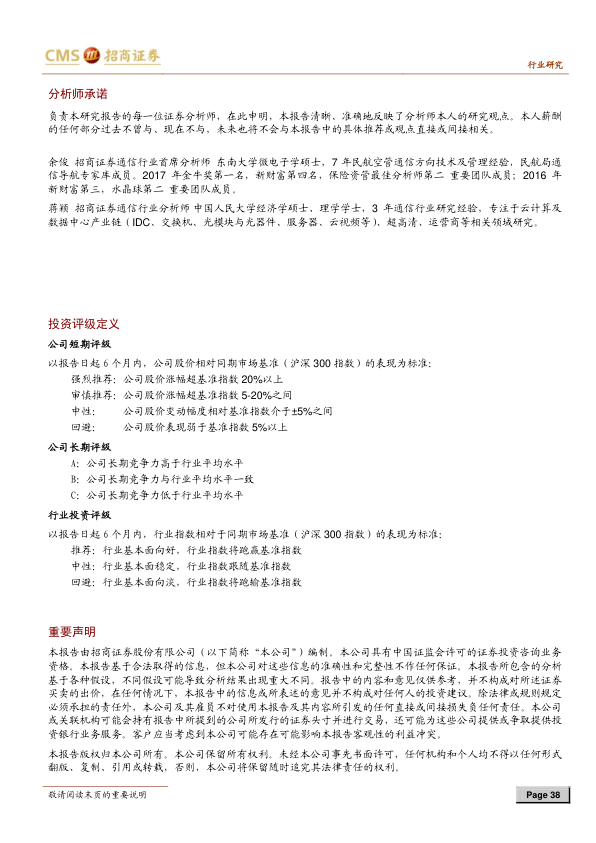 CMS 招商证券
行业研究
分析师承诺
负责本研究报告的每一位证券分析师，在此申明，本报告清晰、准确地反映了分析师本人的研究观点。本人薪酬
的任何部分过去不曾与、现在不与，未来也将不会与本报告中的具体推荐或观点直接或间接相关。
余俊 招商证券通信行业首席分析师 东南大学微电子学硕士，7 年民航空管通信方向技术及管理经验，民航局通
信导航专家库成员。2017 年金牛奖第一名，新财富第四名，保险资管最佳分析师第二 重要团队成员；2016 年
新财富第三，水晶球第二 重要团队成员。
蒋颖 招商证券通信行业分析师 中国人民大学经济学硕士，理学学士，3 年通信行业研究经验，专注于云计算及
数据中心产业链（IDC、交换机、光模块与光器件、服务器、云视频等）、超高清、运营商等相关领域研究。
投资评级定义
公司短期评级
以报告日起 6 个月内，公司股价相对同期市场基准（沪深 300 指数）的表现为标准：
强烈推荐：公司股价涨幅超基准指数 20%以上
审慎推荐：公司股价涨幅超基准指数 5-20%之间
中性： 公司股价变动幅度相对基准指数介于±5%之间
回避： 公司股价表现弱于基准指数 5%以上
公司长期评级
A：公司长期竞争力高于行业平均水平
B：公司长期竞争力与行业平均水平一致
C：公司长期竞争力低于行业平均水平
行业投资评级
以报告日起 6 个月内，行业指数相对于同期市场基准（沪深 300 指数）的表现为标准：
推荐：行业基本面向好，行业指数将跑赢基准指数
中性：行业基本面稳定，行业指数跟随基准指数
回避：行业基本面向淡，行业指数将跑输基准指数
重要声明
本报告由招商证券股份有限公司（以下简称“本公司”）编制。本公司具有中国证监会许可的证券投资咨询业务
资格。本报告基于合法取得的信息，但本公司对这些信息的准确性和完整性不作任何保证。本报告所包含的分析
基于各种假设，不同假设可能导致分析结果出现重大不同。报告中的内容和意见仅供参考，并不构成对所述证券
买卖的出价，在任何情况下，本报告中的信息或所表述的意见并不构成对任何人的投资建议。除法律或规则规定
必须承担的责任外，本公司及其雇员不对使用本报告及其内容所引发的任何直接或间接损失负任何责任。本公司
或关联机构可能会持有报告中所提到的公司所发行的证券头寸并进行交易，还可能为这些公司提供或争取提供投
资银行业务服务。客户应当考虑到本公司可能存在可能影响本报告客观性的利益冲突。
本报告版权归本公司所有。本公司保留所有权利。未经本公司事先书面许可，任何机构和个人均不得以任何形式
翻版、复制、引用或转载，否则，本公司将保留随时追究其法律责任的权利。
敬请阅读末页的重要说明
Page 38